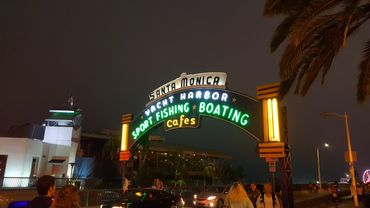 SANTA MONICA
YACHT HARBOR
SPORT FISHING BOATING
Cafes